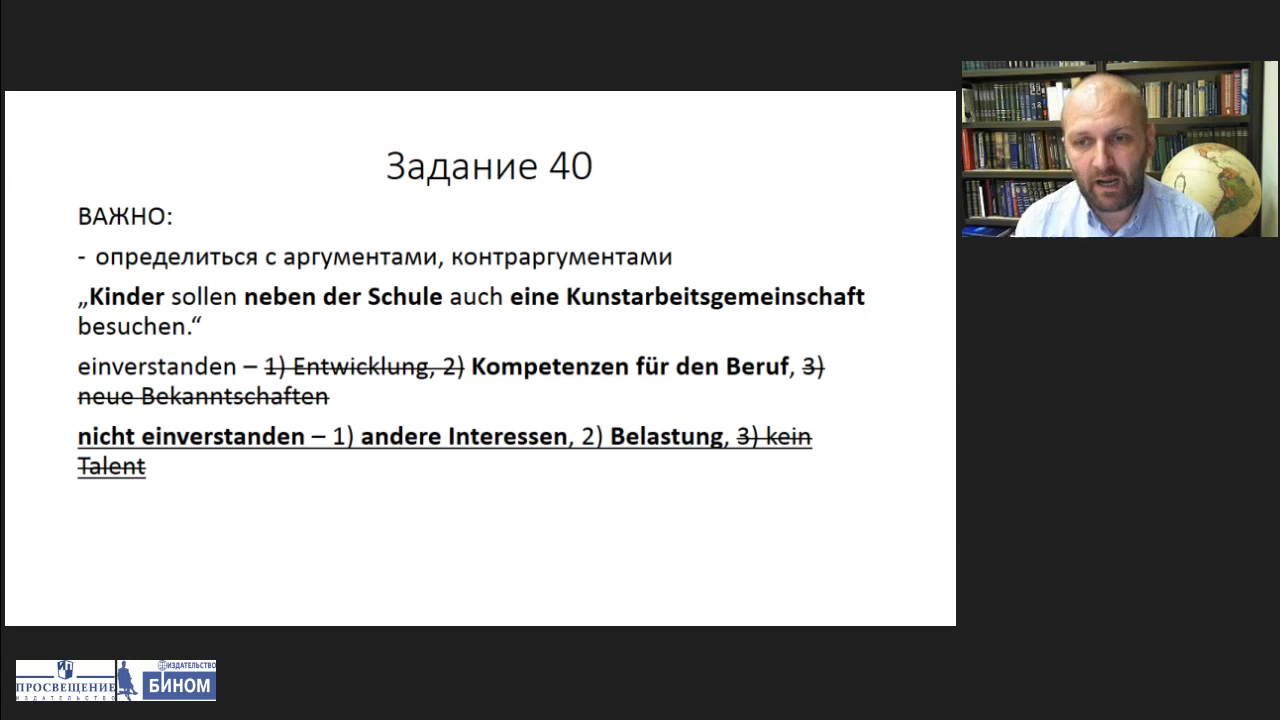 Задание 40
ВАЖНО:
- определиться с аргументами, контраргументами
„Kinder sollen neben der Schule auch eine Kunstarbeitsgemeinschaft
besuchen.“
einverstanden – 1) Entwicklung, 2) Kompetenzen für den Beruf, 3)
neue Bekanntschaften
nicht einverstanden – 1) andere Interessen, 2) Belastung, 3) kein
Talent
ПРОСВЕЩЕНИЕ
ИЗДАТЕЛЬСТВО
ИЗДАТЕЛЬСТВО
БИНОМ